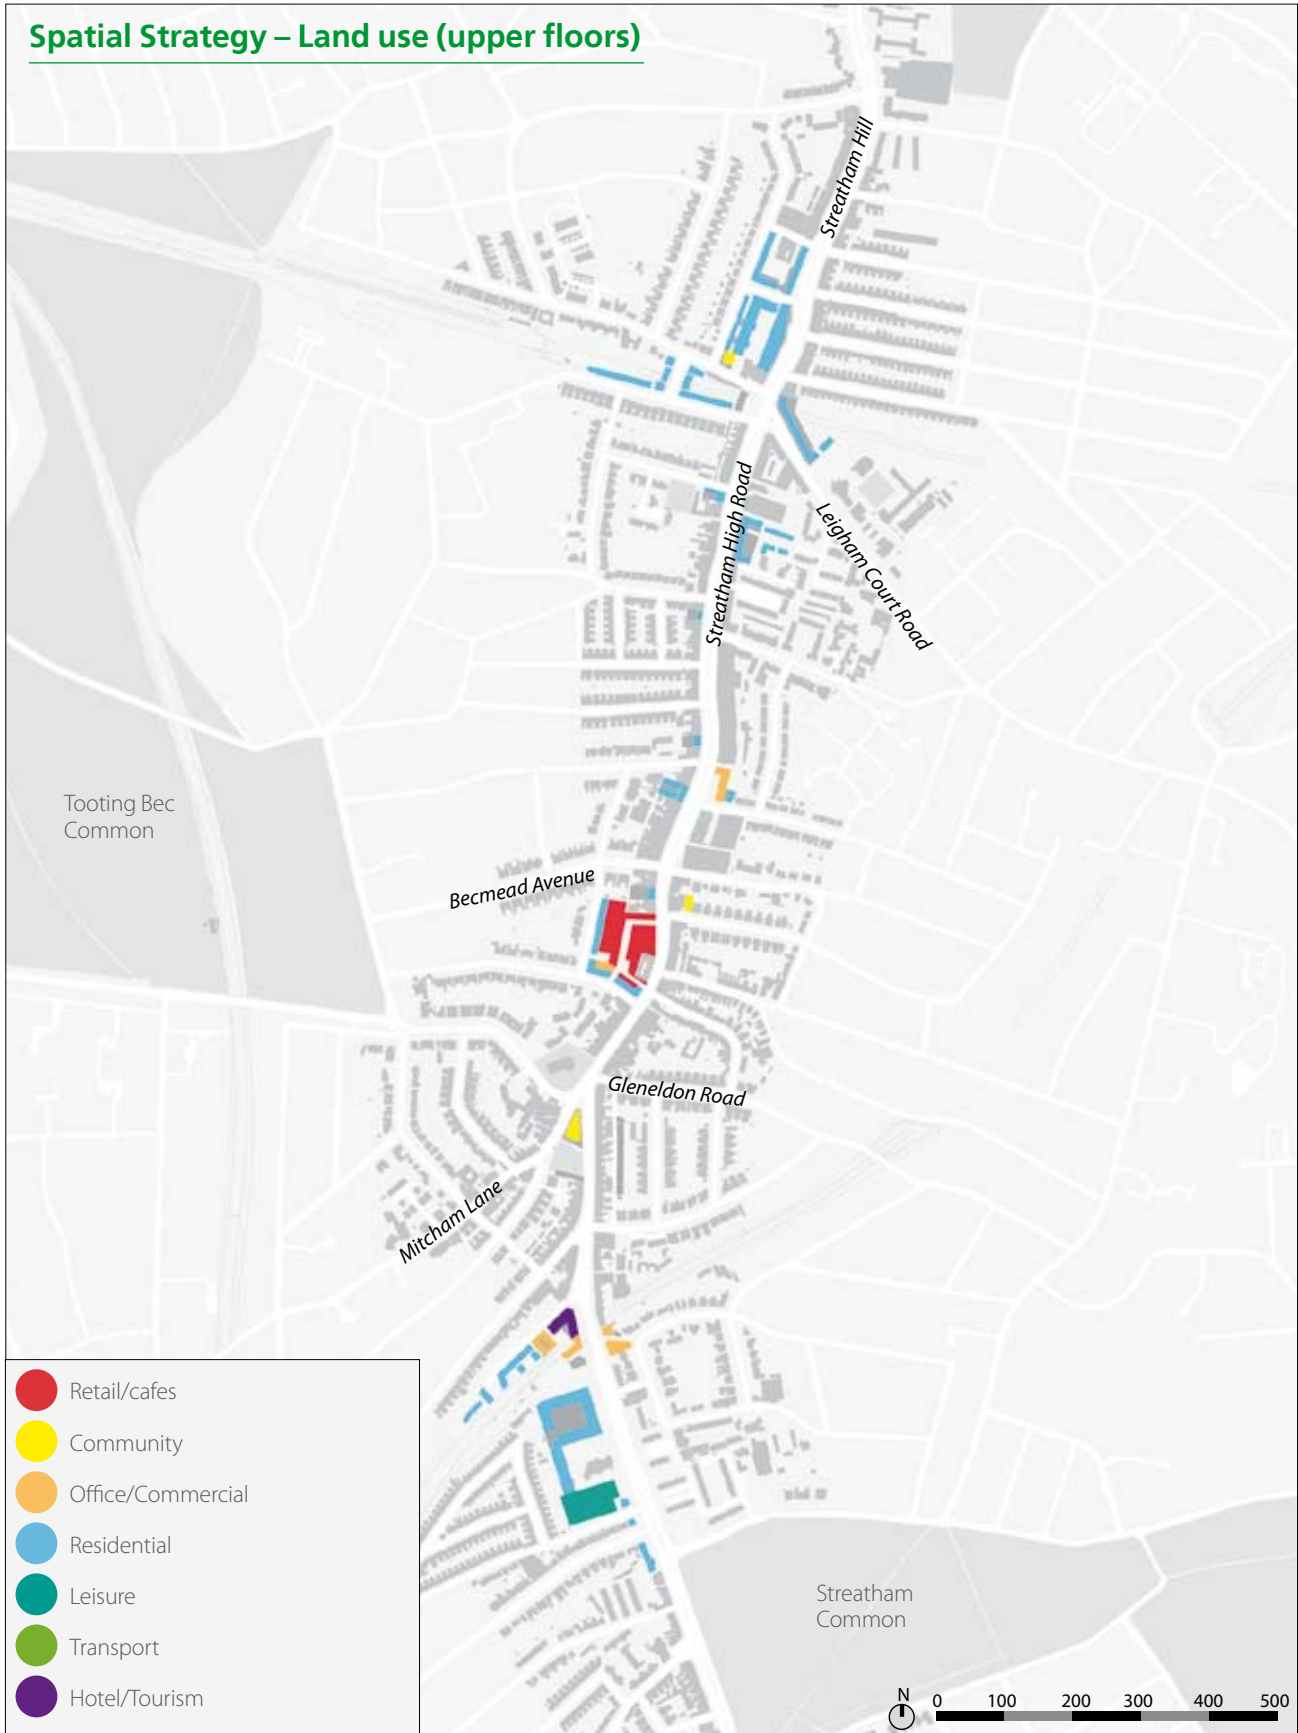 Spatial Strategy – Land use (upper floors)
Streatham Hill
Streatham High Road
Leigham Court Road
Tooting Bec
Common
Becmead Avenue
Gleneldon Road
Mitcham Lane
Retail/cafes
Community
Office/Commercial
Residential
Leisure
Transport
Hotel/Tourism
Streatham
Common
N
0 100 200 300 400 500